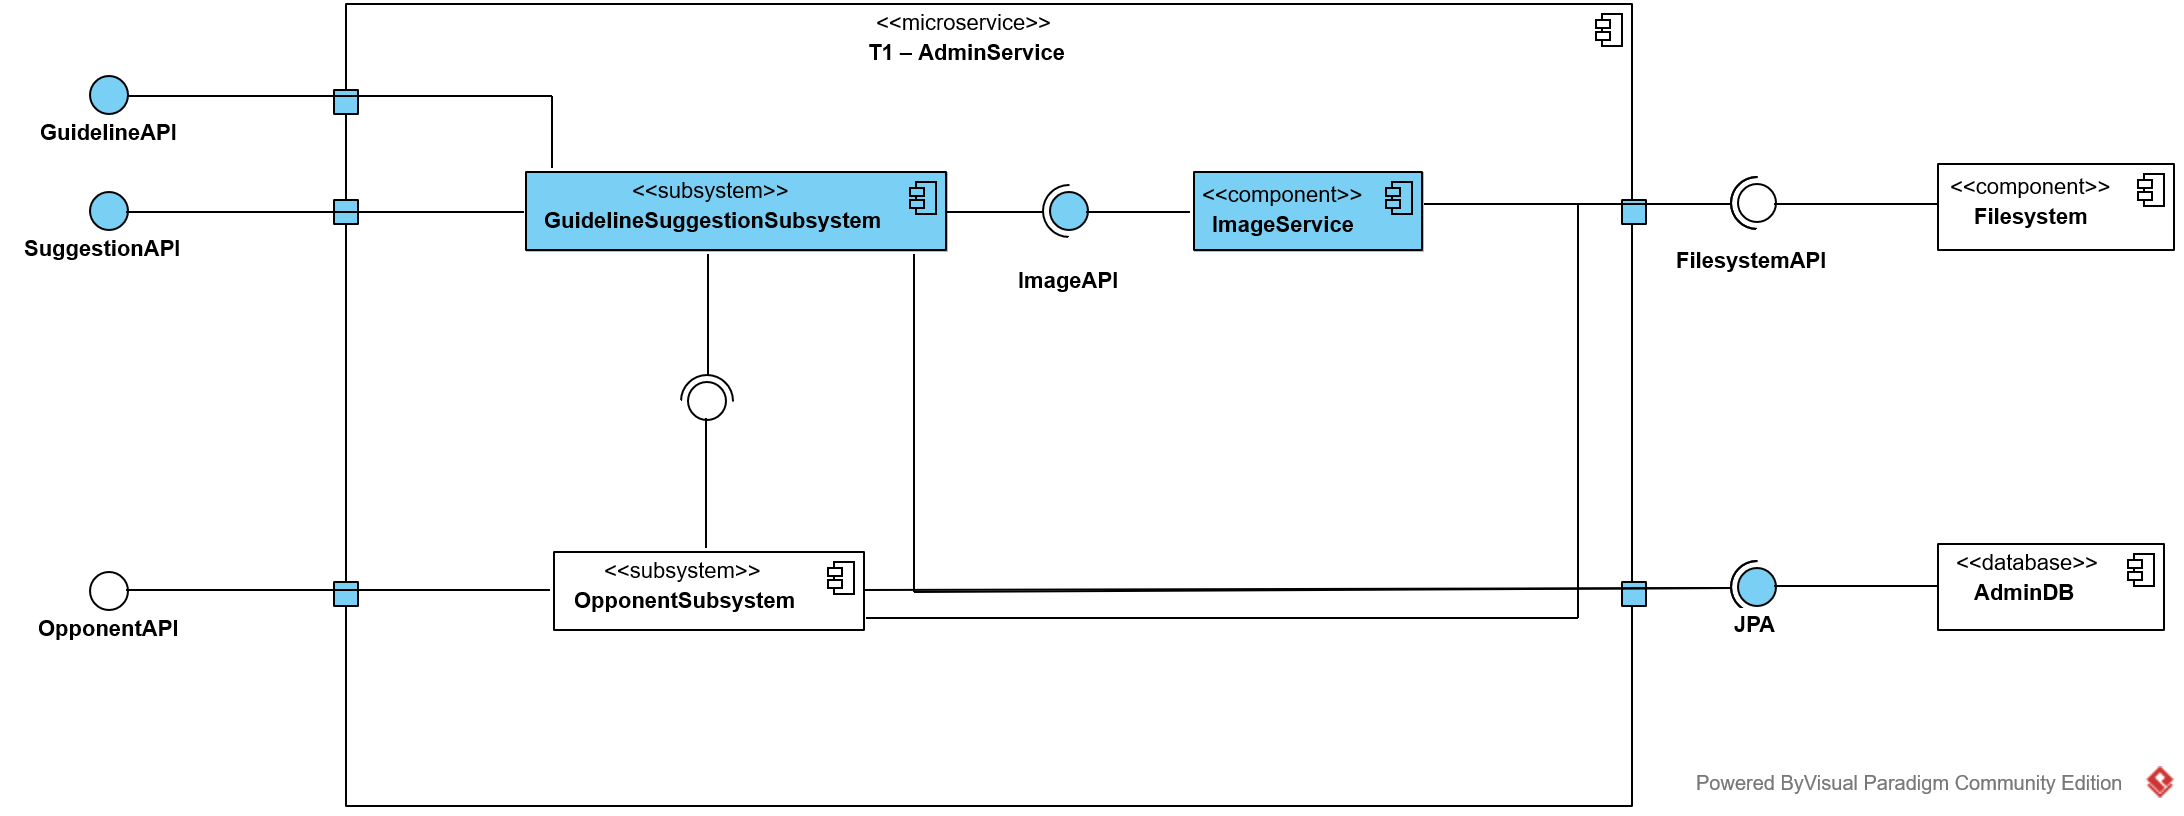 <<microservice>>
T1 – AdminService
GuidelineAPI
SuggestionAPI
<<subsystem>>
GuidelineSuggestionSubsystem
ImageAPI
<<component>>
ImageService
FilesystemAPI
<<component>>
Filesystem
OpponentAPI
<<subsystem>>
OpponentSubsystem
JPA
<<database>>
AdminDB
Powered ByVisual Paradigm Community Edition